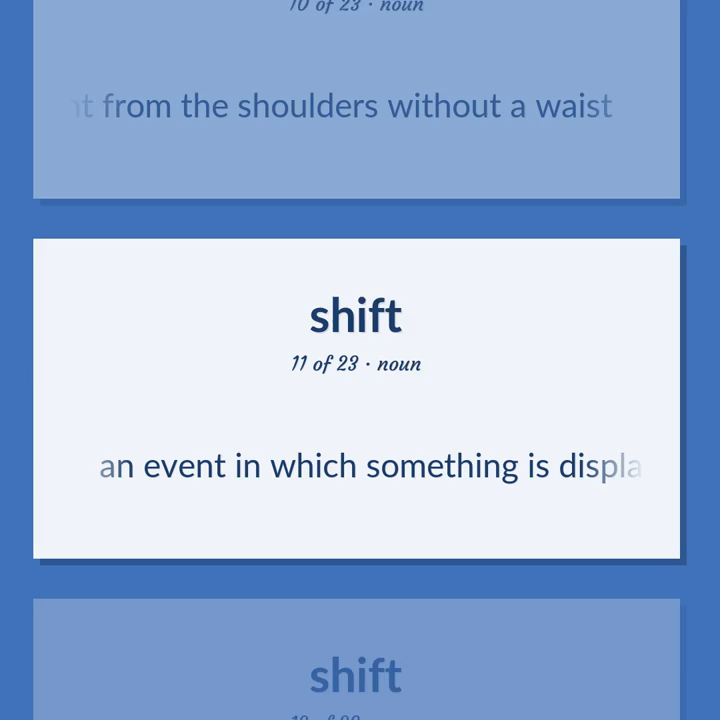 10 of 23 · noun
from the shoulders without a waist
shift
11 of 23 · noun
an event in which something is displa
shift